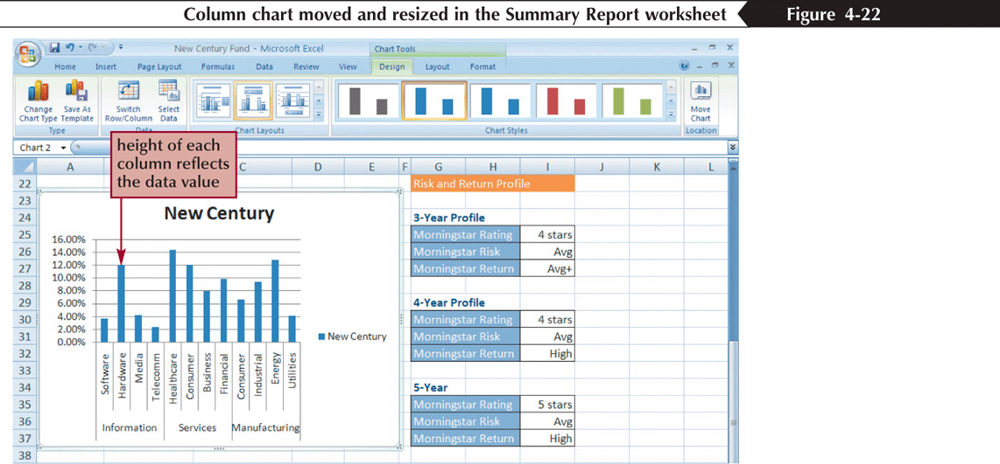 Column chart moved and resized in the Summary Report worksheet Figure 4-22
New Century Fund - Microsoft Excel Chart Tools
Home Insert Page Layout Formulas Data Review View Design Layout Format
Change Chart Type
Save As Template
Switch Row/Column
Select Data
Move Chart
Type Data Chart Layouts Chart Styles Location
Chart 2
height of each
column reflects
the data value
A C D E F G H I J K L
22 Risk and Return Profile
23
New Century
24 3-Year Profile
25 Morningstar Rating 4 stars
26 Morningstar Risk Avg
27 Morningstar Return Avg+
28
29 4-Year Profile
30 Morningstar Rating 4 stars
31 Morningstar Risk Avg
32 Morningstar Return High
33
34 5-Year
35 Morningstar Rating 5 stars
36 Morningstar Risk Avg
37 Morningstar Return High
38
16.00%
14.00%
12.00%
10.00%
8.00%
6.00%
4.00%
2.00%
0.00%
New Century
Software
Hardware
Media
Telecomm
Healthcare
Consumer
Business
Financial
Consumer
Industrial
Energy
Utilities
Information Services Manufacturing